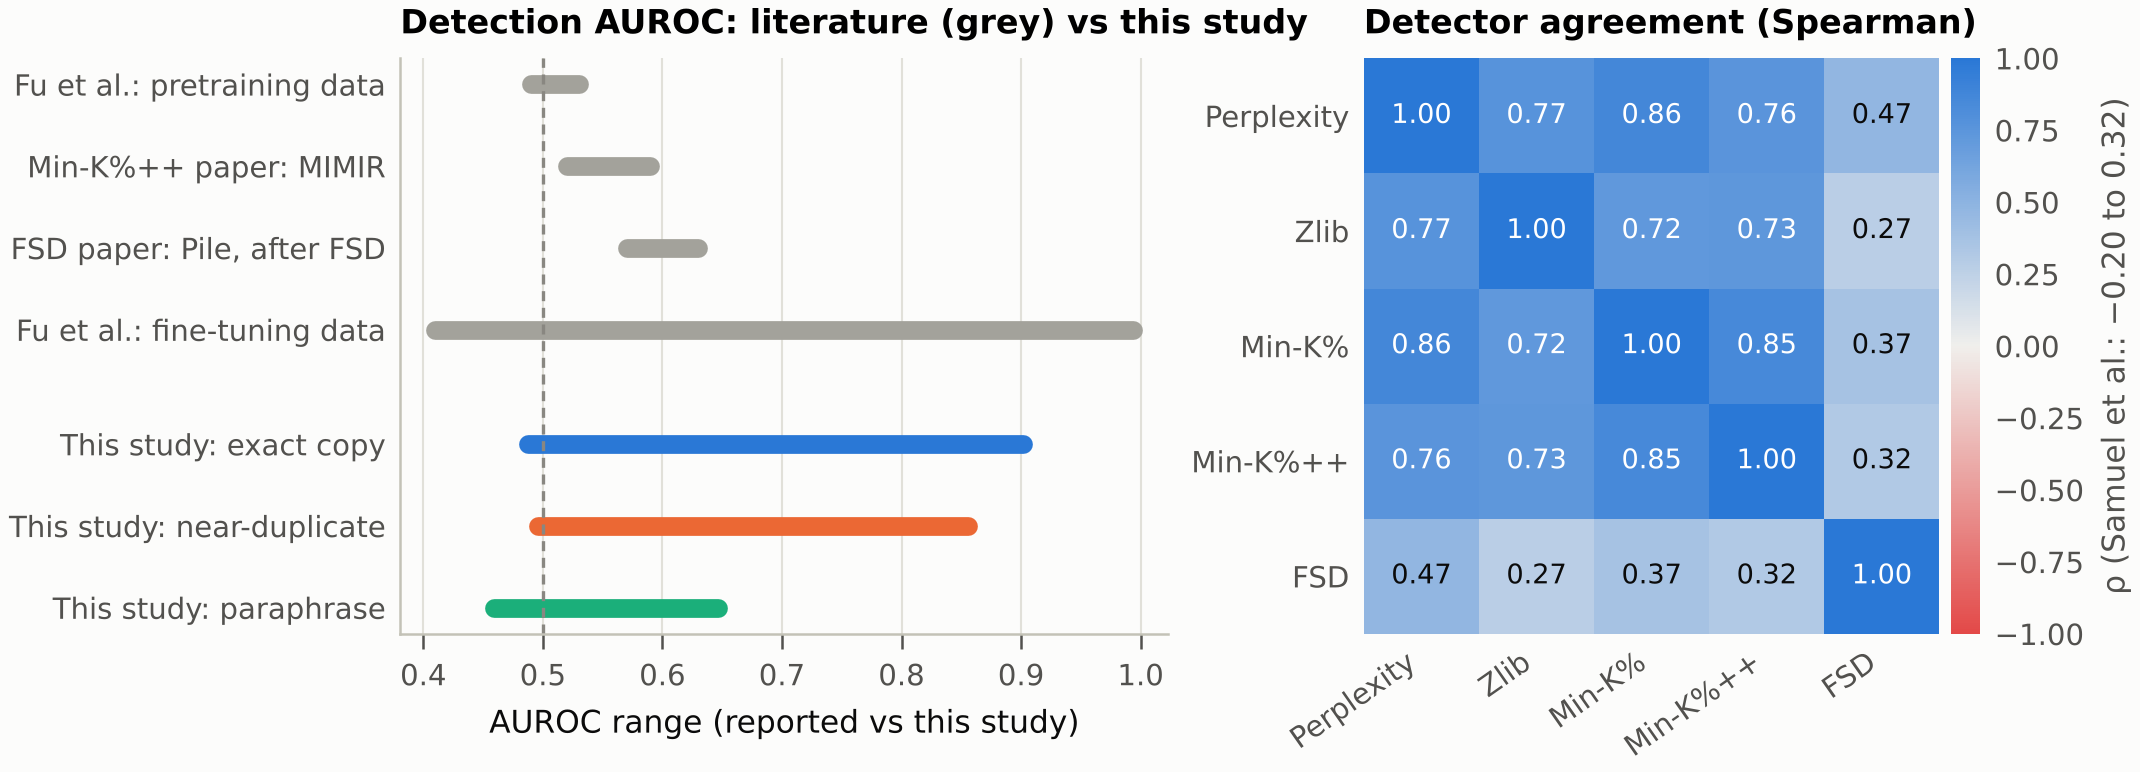 Detection AUROC: literature (grey) vs this study
Fu et al.: pretraining data
Min-K%++ paper: MIMIR
FSD paper: Pile, after FSD
Fu et al.: fine-tuning data
This study: exact copy
This study: near-duplicate
This study: paraphrase
0.4 0.5 0.6 0.7 0.8 0.9 1.0
AUROC range (reported vs this study)
Detector agreement (Spearman)
Perplexity 1.00 0.77 0.86 0.76 0.47
Zlib 0.77 1.00 0.72 0.73 0.27
Min-K% 0.86 0.72 1.00 0.85 0.37
Min-K%++ 0.76 0.73 0.85 1.00 0.32
FSD 0.47 0.27 0.37 0.32 1.00
Perplexity Zlib Min-K% Min-K%++ FSD
1.00
0.75
0.50
0.25
0.00
−0.25
−0.50
−0.75
−1.00
ρ (Samuel et al.: −0.20 to 0.32)